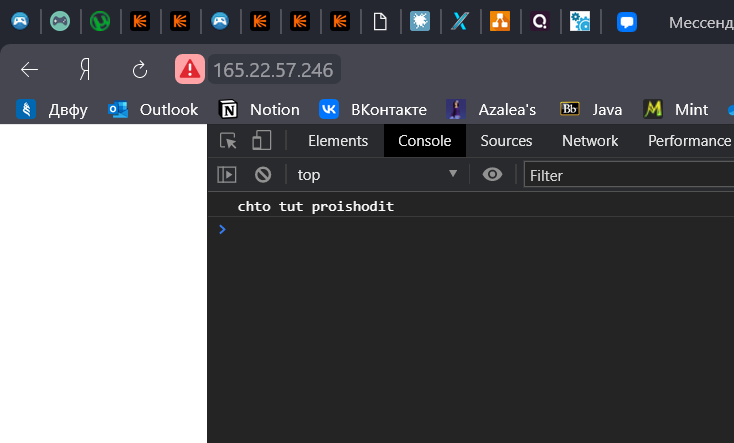 Мессенд
Я
165.22.57.246
Двфу Outlook Notion ВКонтакте Azalea's Bb Java M Mint
Elements Console Sources Network Performance
top Filter
chto tut proishodit